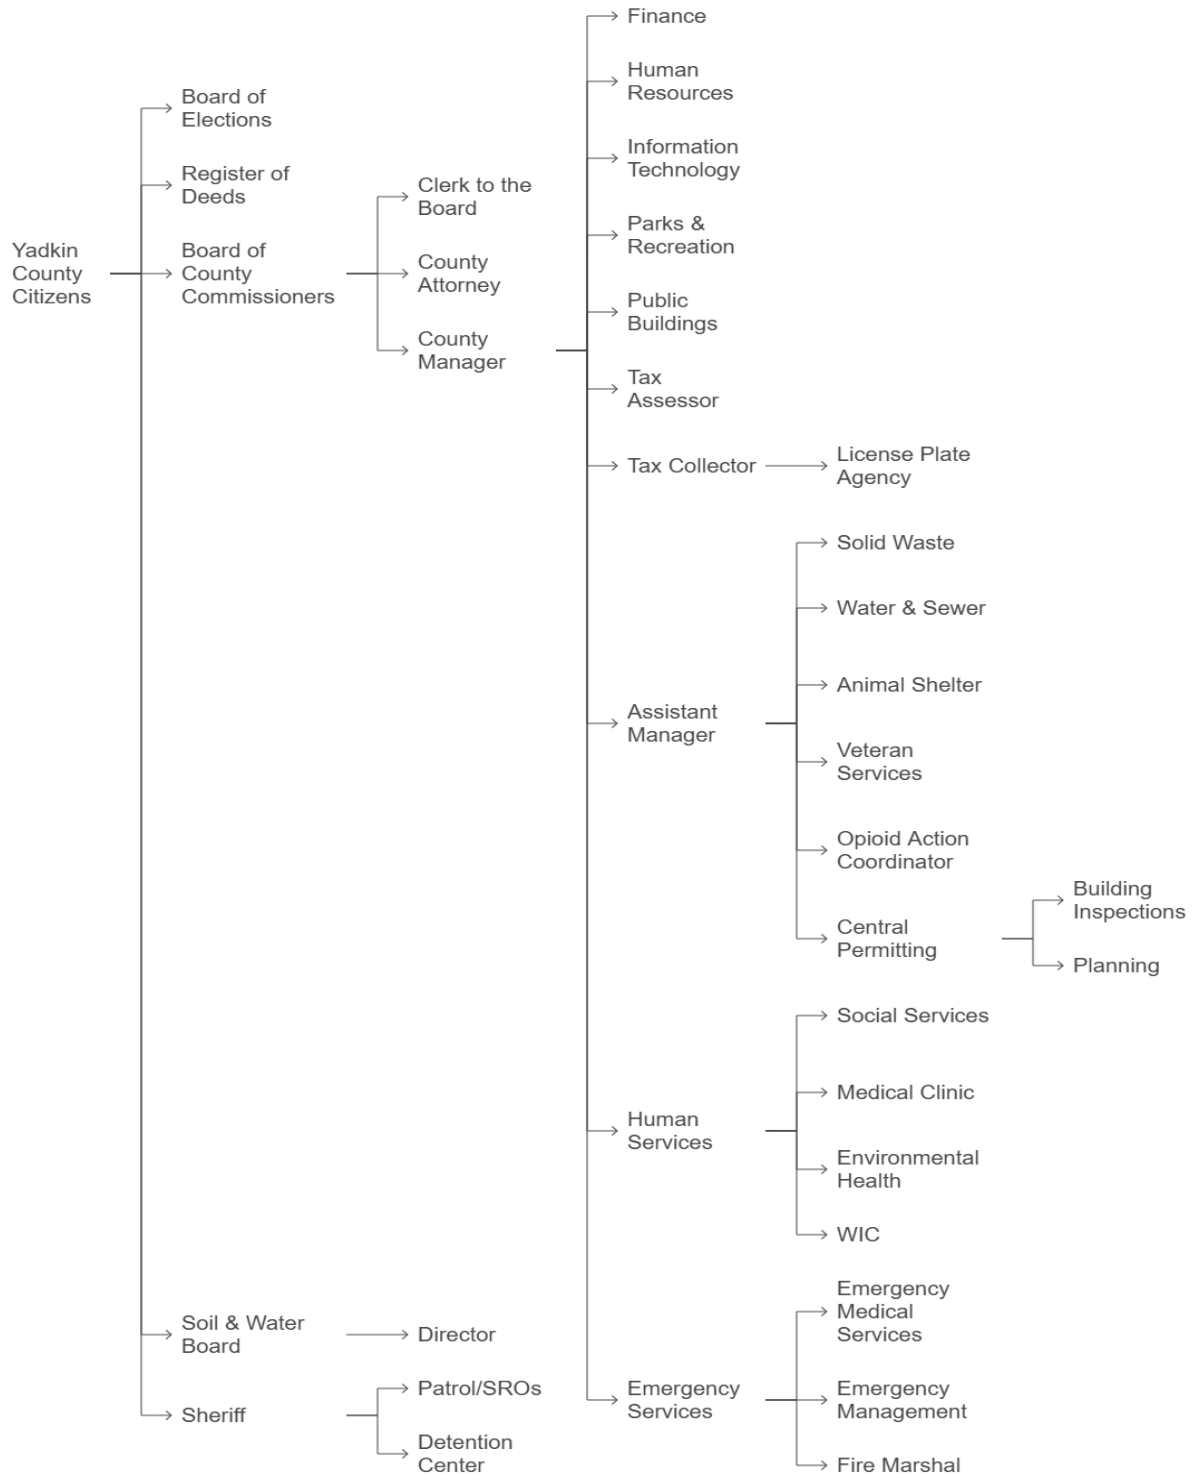 Yadkin
County
Citizens
Board of
Elections
Register of
Deeds
Board of
County
Commissioners
Clerk to the
Board
County
Attorney
County
Manager
Finance
Human
Resources
Information
Technology
Parks &
Recreation
Public
Buildings
Tax
Assessor
Tax Collector
License Plate
Agency
Assistant
Manager
Solid Waste
Water & Sewer
Animal Shelter
Veteran
Services
Opioid Action
Coordinator
Central
Permitting
Building
Inspections
Planning
Human
Services
Social Services
Medical Clinic
Environmental
Health
WIC
Emergency
Services
Emergency
Medical
Services
Emergency
Management
Fire Marshal
Soil & Water
Board
Director
Sheriff
Patrol/SROs
Detention
Center